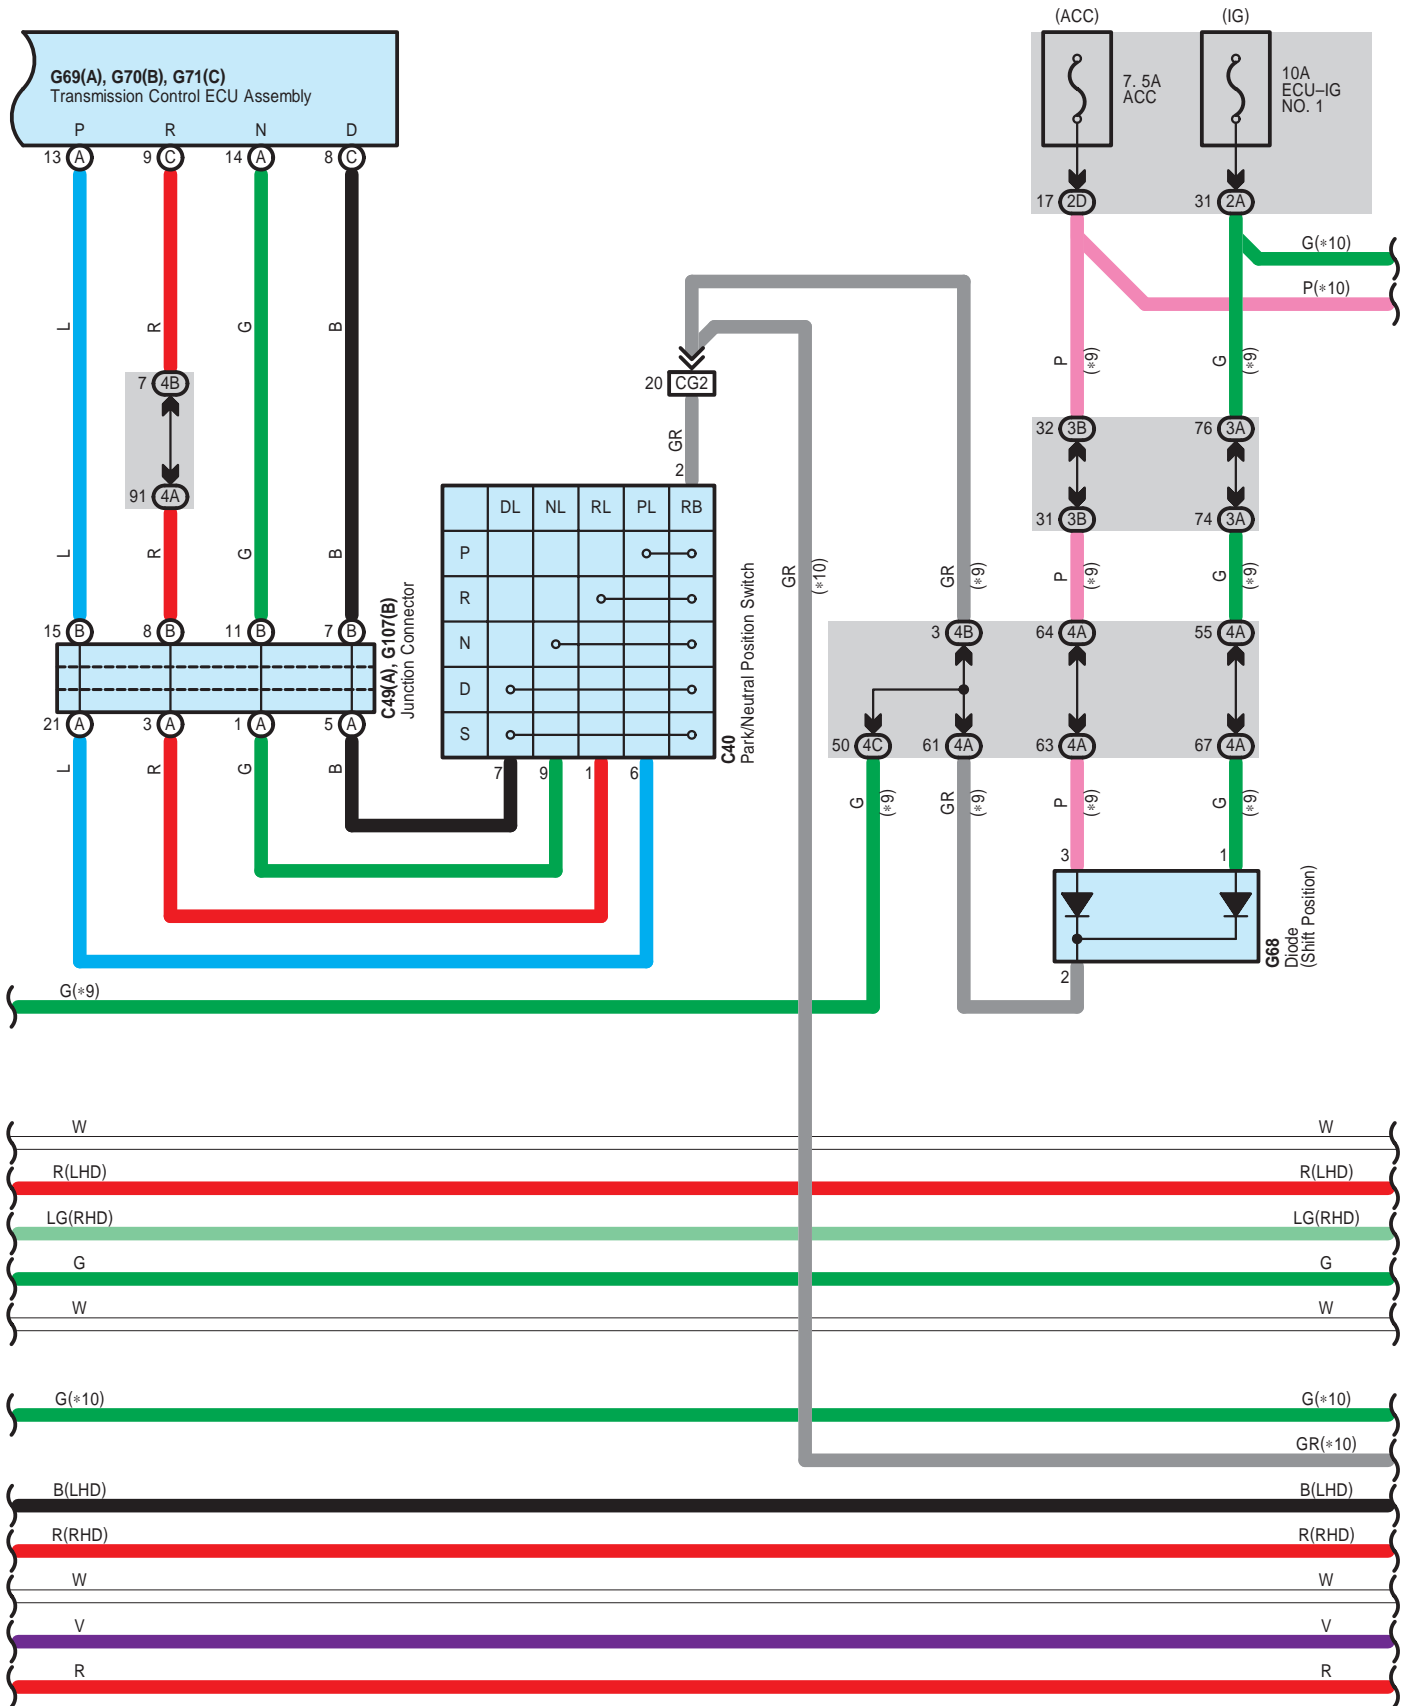 (ACC)
(IG)
G69(A), G70(B), G71(C)
Transmission Control ECU Assembly
7. 5A
ACC
10A
ECU–IG
NO. 1
P R N D
13 A 9 C 14 A 8 C
17 2D 31 2A
G(*10)
P(*10)
L R G B
P (*9) G (*9)
7 4B
20 CG2
GR
2
32 3B 76 3A
91 4A
31 3B 74 3A
DL NL RL PL RB
P
R
N
D
S
C40
Park/Neutral Position Switch
L R G B
GR (*10)
GR (*9)
P (*9)
G (*9)
15 B 8 B 11 B 7 B
C49(A), G107(B)
Junction Connector
3 4B 64 4A 55 4A
21 A 3 A 1 A 5 A
50 4C 61 4A 63 4A 67 4A
L R G B
7 9 1 6
G (*9)
GR (*9)
P (*9)
G (*9)
3 1
G68
Diode
(Shift Position)
2
G(*9)
W W
R(LHD) R(LHD)
LG(RHD) LG(RHD)
G G
W W
G(*10) G(*10)
GR(*10)
B(LHD) B(LHD)
R(RHD) R(RHD)
W W
V V
R R